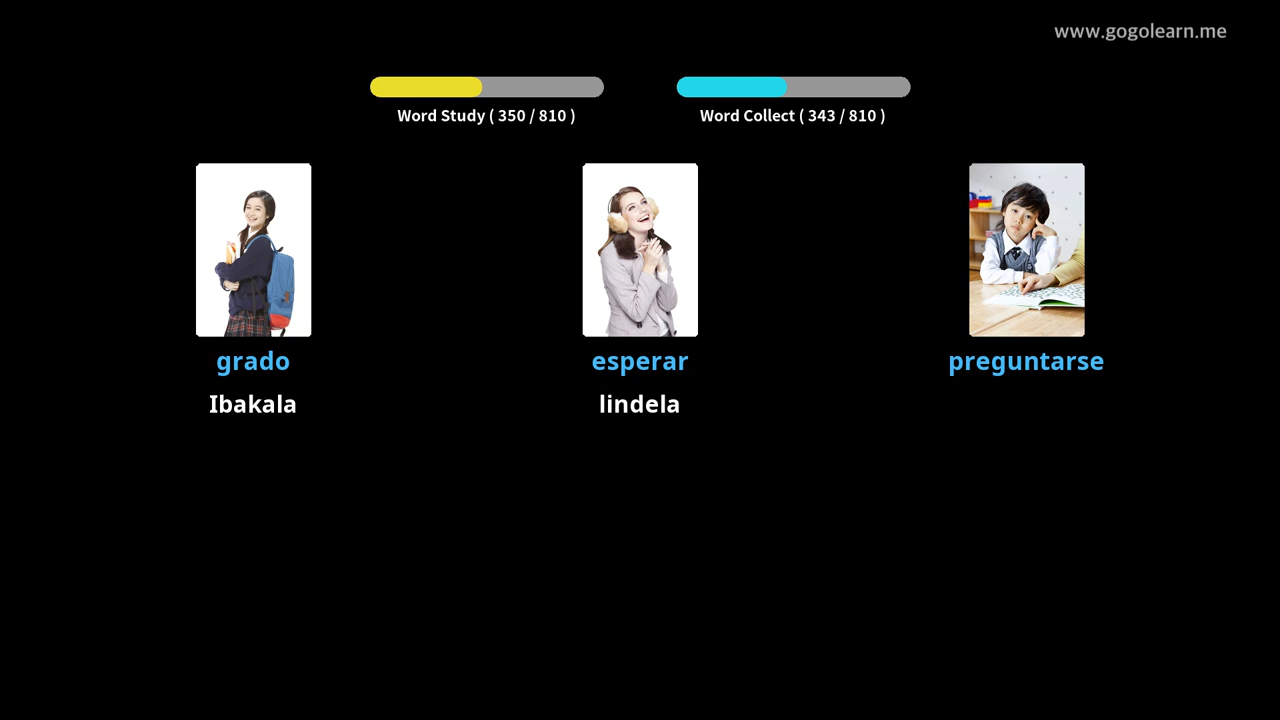 www.gogolearn.me
Word Study ( 350 / 810 )
Word Collect ( 343 / 810 )
grado
esperar
preguntarse
Ibakala
lindela